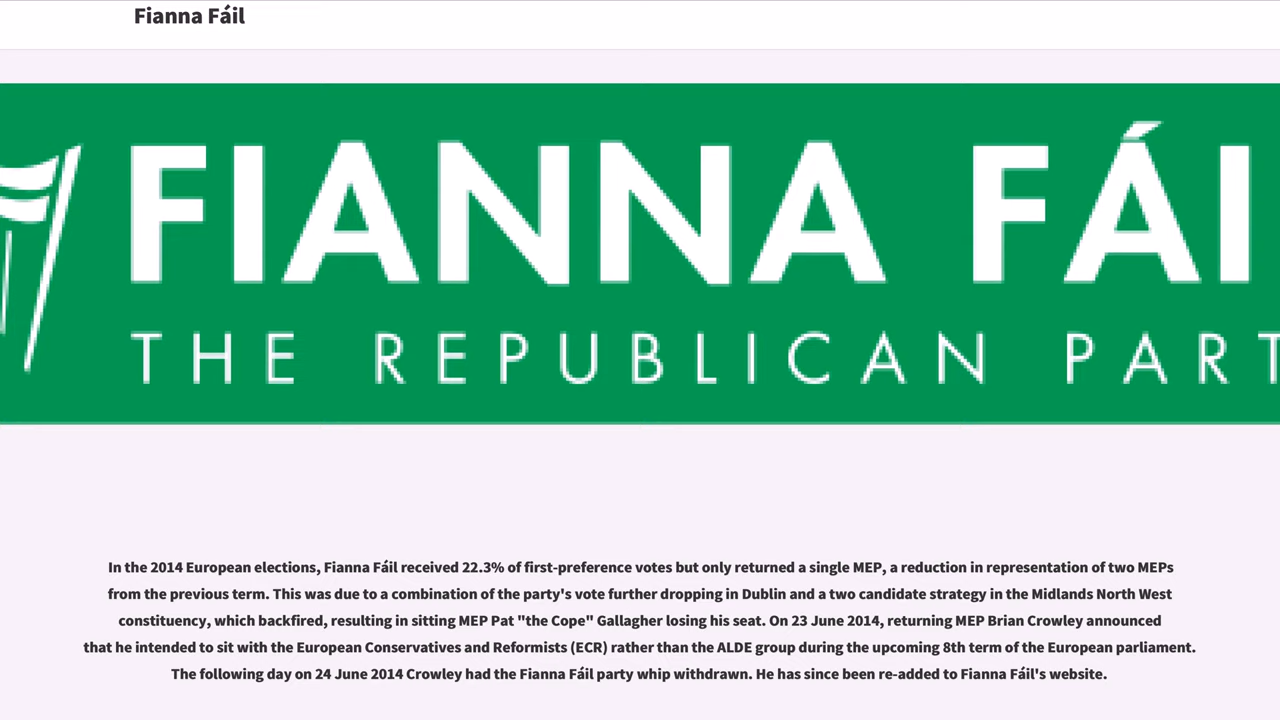 Fianna Fáil
FIANNA FÁI
THE REPUBLICAN PART
In the 2014 European elections, Fianna Fáil received 22.3% of first-preference votes but only returned a single MEP, a reduction in representation of two MEPs
from the previous term. This was due to a combination of the party's vote further dropping in Dublin and a two candidate strategy in the Midlands North West
constituency, which backfired, resulting in sitting MEP Pat "the Cope" Gallagher losing his seat. On 23 June 2014, returning MEP Brian Crowley announced
that he intended to sit with the European Conservatives and Reformists (ECR) rather than the ALDE group during the upcoming 8th term of the European parliament.
The following day on 24 June 2014 Crowley had the Fianna Fáil party whip withdrawn. He has since been re-added to Fianna Fáil's website.